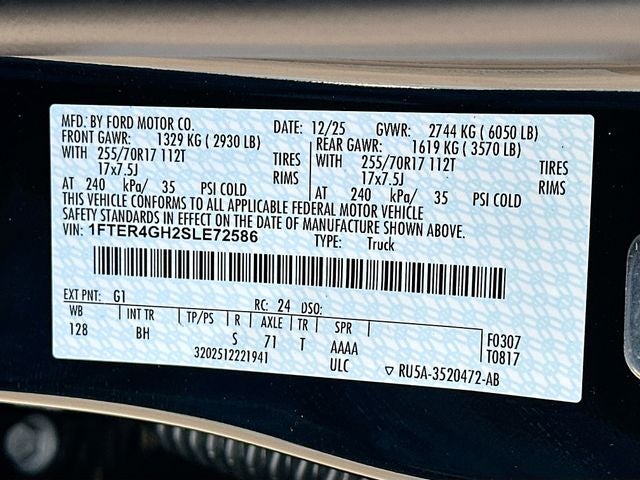 MFD. BY FORD MOTOR CO. DATE: 12/25 GVWR: 2744 KG ( 6050 LB)
FRONT GAWR: 1329 KG ( 2930 LB) REAR GAWR: 1619 KG ( 3570 LB)
WITH 255/70R17 112T TIRES WITH 255/70R17 112T TIRES
17x7.5J RIMS 17x7.5J RIMS
AT 240 kPa/ 35 PSI COLD AT 240 kPa/ 35 PSI COLD
THIS VEHICLE CONFORMS TO ALL APPLICABLE FEDERAL MOTOR VEHICLE
SAFETY STANDARDS IN EFFECT ON THE DATE OF MANUFACTURE SHOWN ABOVE.
VIN: 1FTER4GH2SLE72586 TYPE: Truck
EXT PNT: G1 RC: 24 DSO:
WB INT TR TP/PS R AXLE TR SPR F0307
128 BH S 71 T AAAA T0817
3202512221941 ULC ▽ RU5A-3520472-AB